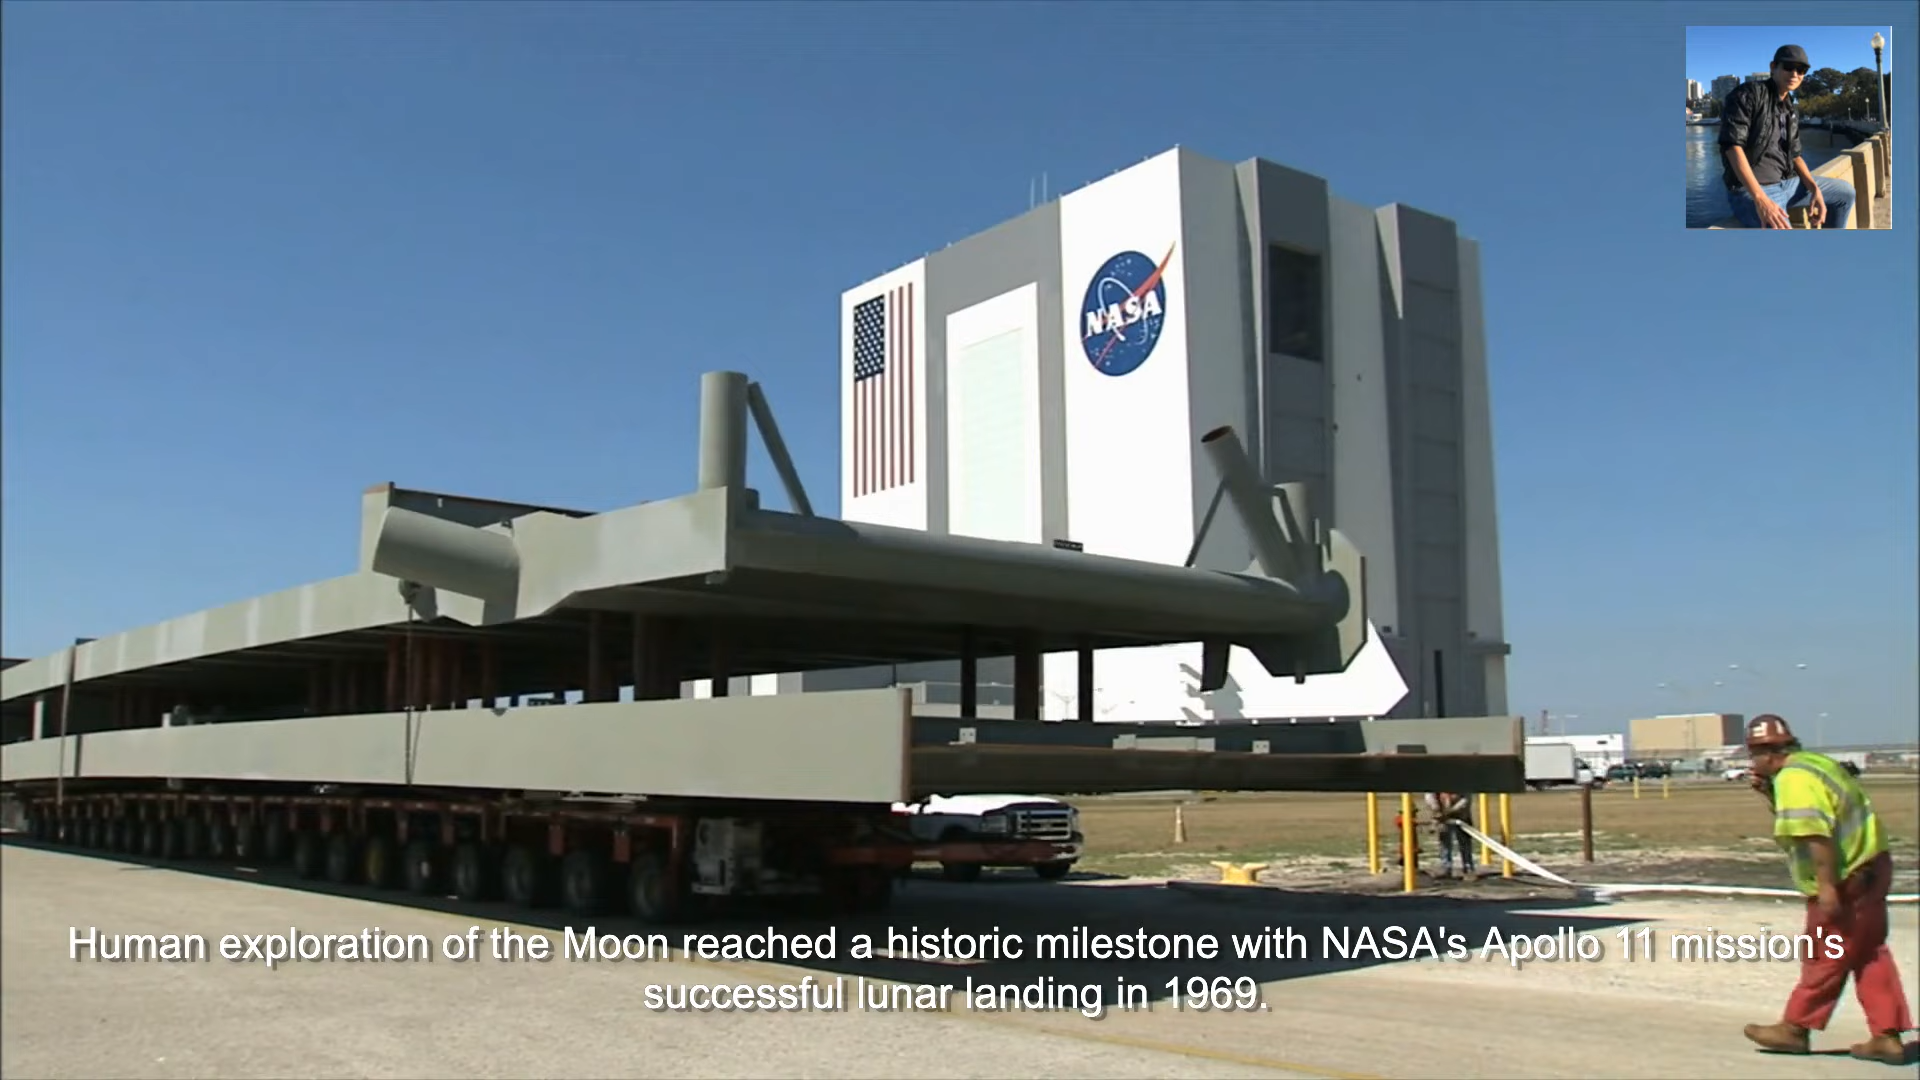 NASA
Human exploration of the Moon reached a historic milestone with NASA's Apollo 11 mission's
successful lunar landing in 1969.